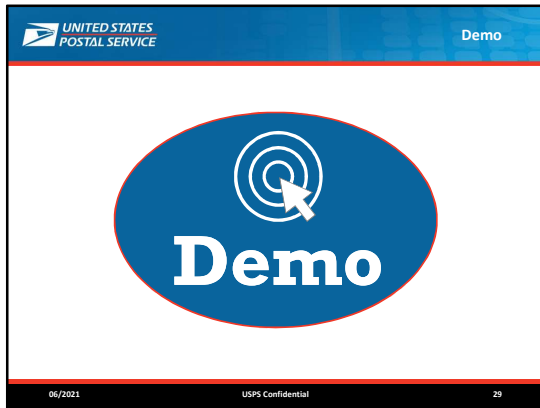 UNITED STATES
POSTAL SERVICE
Demo
Demo
06/2021 USPS Confidential 29